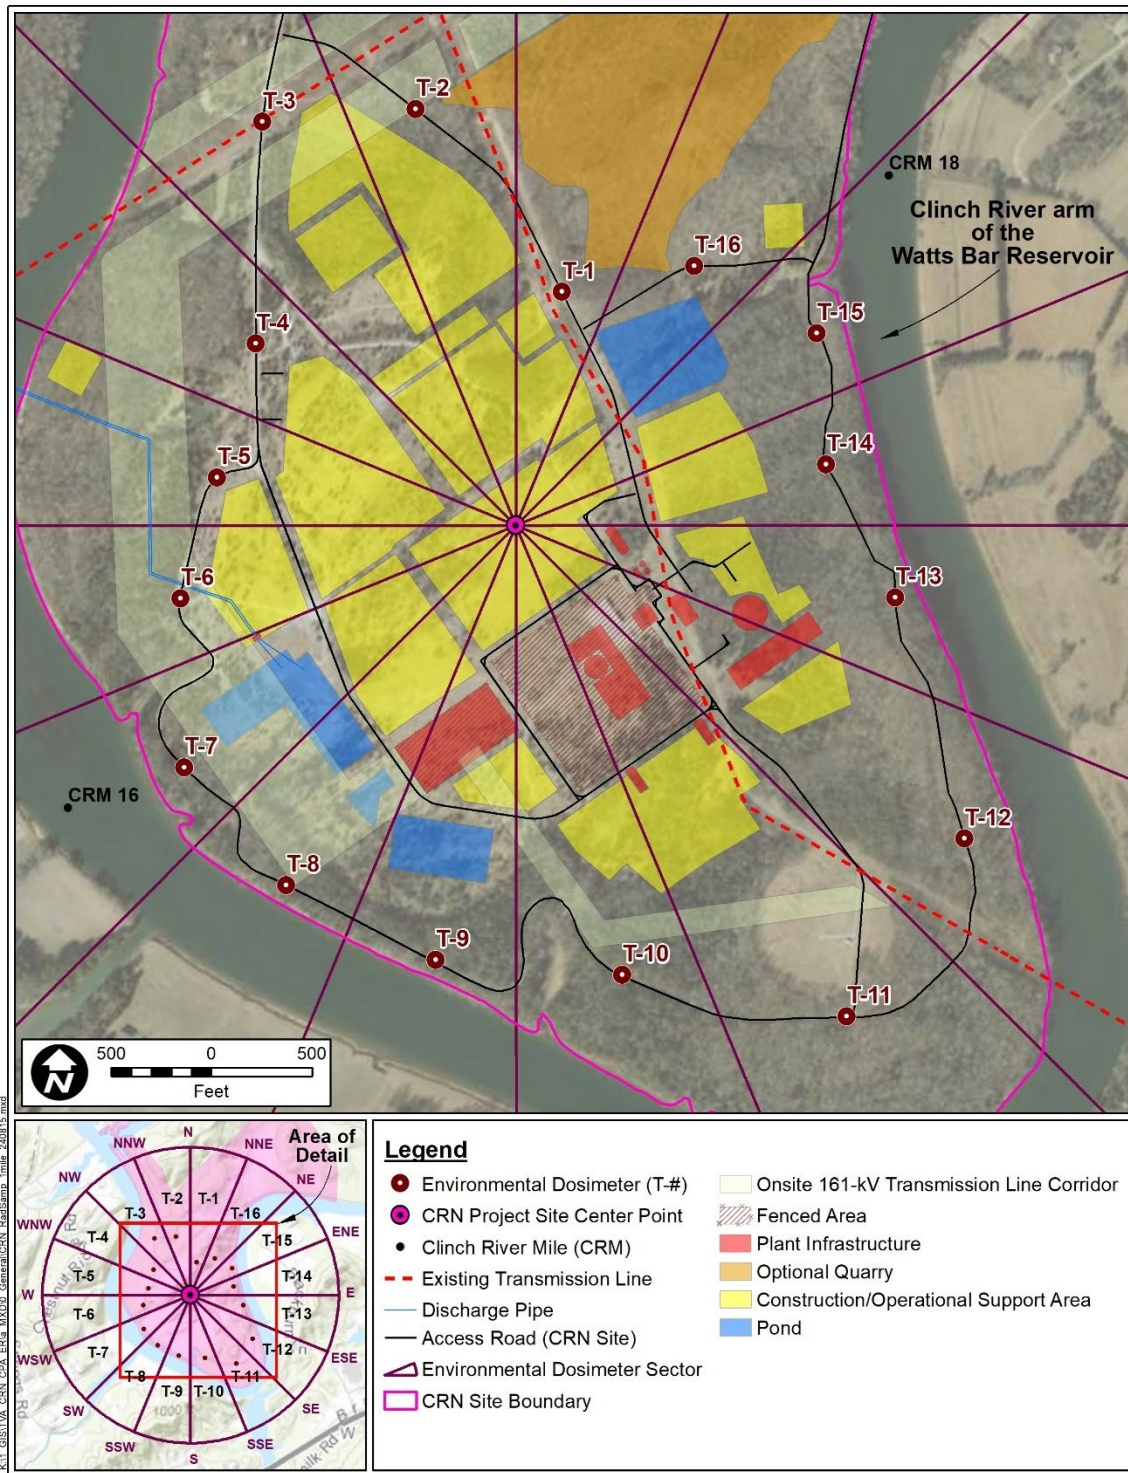 T-2
T-3
CRM 18
Clinch River arm
of the
Watts Bar Reservoir
T-16
T-1
T-15
T-4
T-14
T-5
T-6
T-13
T-7
CRM 16
T-12
T-8
T-9
T-10
T-11
N
500 0 500
Feet
Area of
Detail
N
NNW NNE
NW NE
T-2 T-1
T-3 T-16
WNW ENE
T-4 T-15
T-5 T-14
W E
T-6 T-13
T-7 T-12
WSW ESE
T-8 T-11
T-9 T-10
SW SE
1000
SSW SSE
S
Legend
Environmental Dosimeter (T-#)
CRN Project Site Center Point
Clinch River Mile (CRM)
Existing Transmission Line
Discharge Pipe
Access Road (CRN Site)
Environmental Dosimeter Sector
CRN Site Boundary
Onsite 161-kV Transmission Line Corridor
Fenced Area
Plant Infrastructure
Optional Quarry
Construction/Operational Support Area
Pond